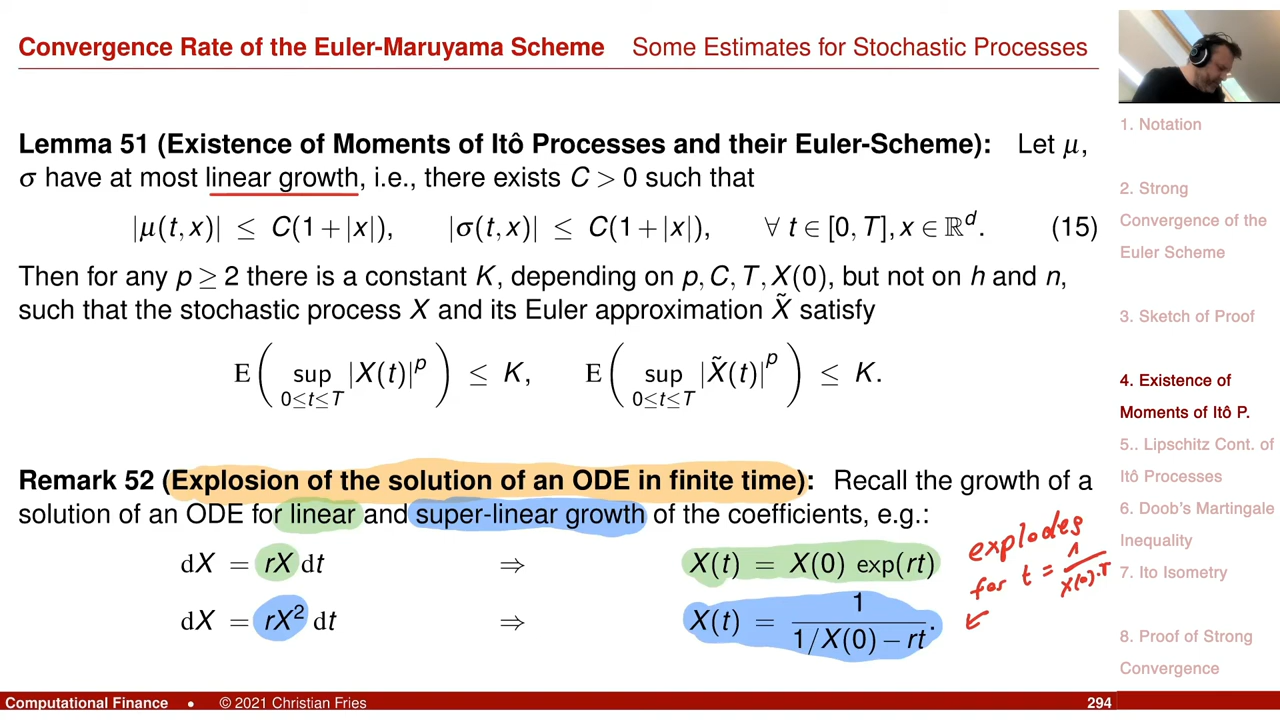 Convergence Rate of the Euler-Maruyama Scheme Some Estimates for Stochastic Processes
Lemma 51 (Existence of Moments of Itô Processes and their Euler-Scheme): Let μ,
σ have at most linear growth, i.e., there exists C > 0 such that
|μ(t,x)| ≤ C(1+|x|), |σ(t,x)| ≤ C(1+|x|), ∀ t ∈ [0,T], x ∈ ℝ^d. (15)
Then for any p ≥ 2 there is a constant K, depending on p, C, T, X(0), but not on h and n,
such that the stochastic process X and its Euler approximation X̃ satisfy
E( sup_{0≤t≤T} |X(t)|^p ) ≤ K, E( sup_{0≤t≤T} |X̃(t)|^p ) ≤ K.
Remark 52 (Explosion of the solution of an ODE in finite time): Recall the growth of a
solution of an ODE for linear and super-linear growth of the coefficients, e.g.:
dX = rX dt ⇒ X(t) = X(0) exp(rt)
dX = rX² dt ⇒ X(t) = 1 / (1/X(0) − rt).
explodes
for t = 1 / (X(0)·T)
1. Notation
2. Strong
Convergence of the
Euler Scheme
3. Sketch of Proof
4. Existence of
Moments of Itô P.
5.. Lipschitz Cont. of
Itô Processes
6. Doob's Martingale
Inequality
7. Ito Isometry
8. Proof of Strong
Convergence
Computational Finance • © 2021 Christian Fries 294